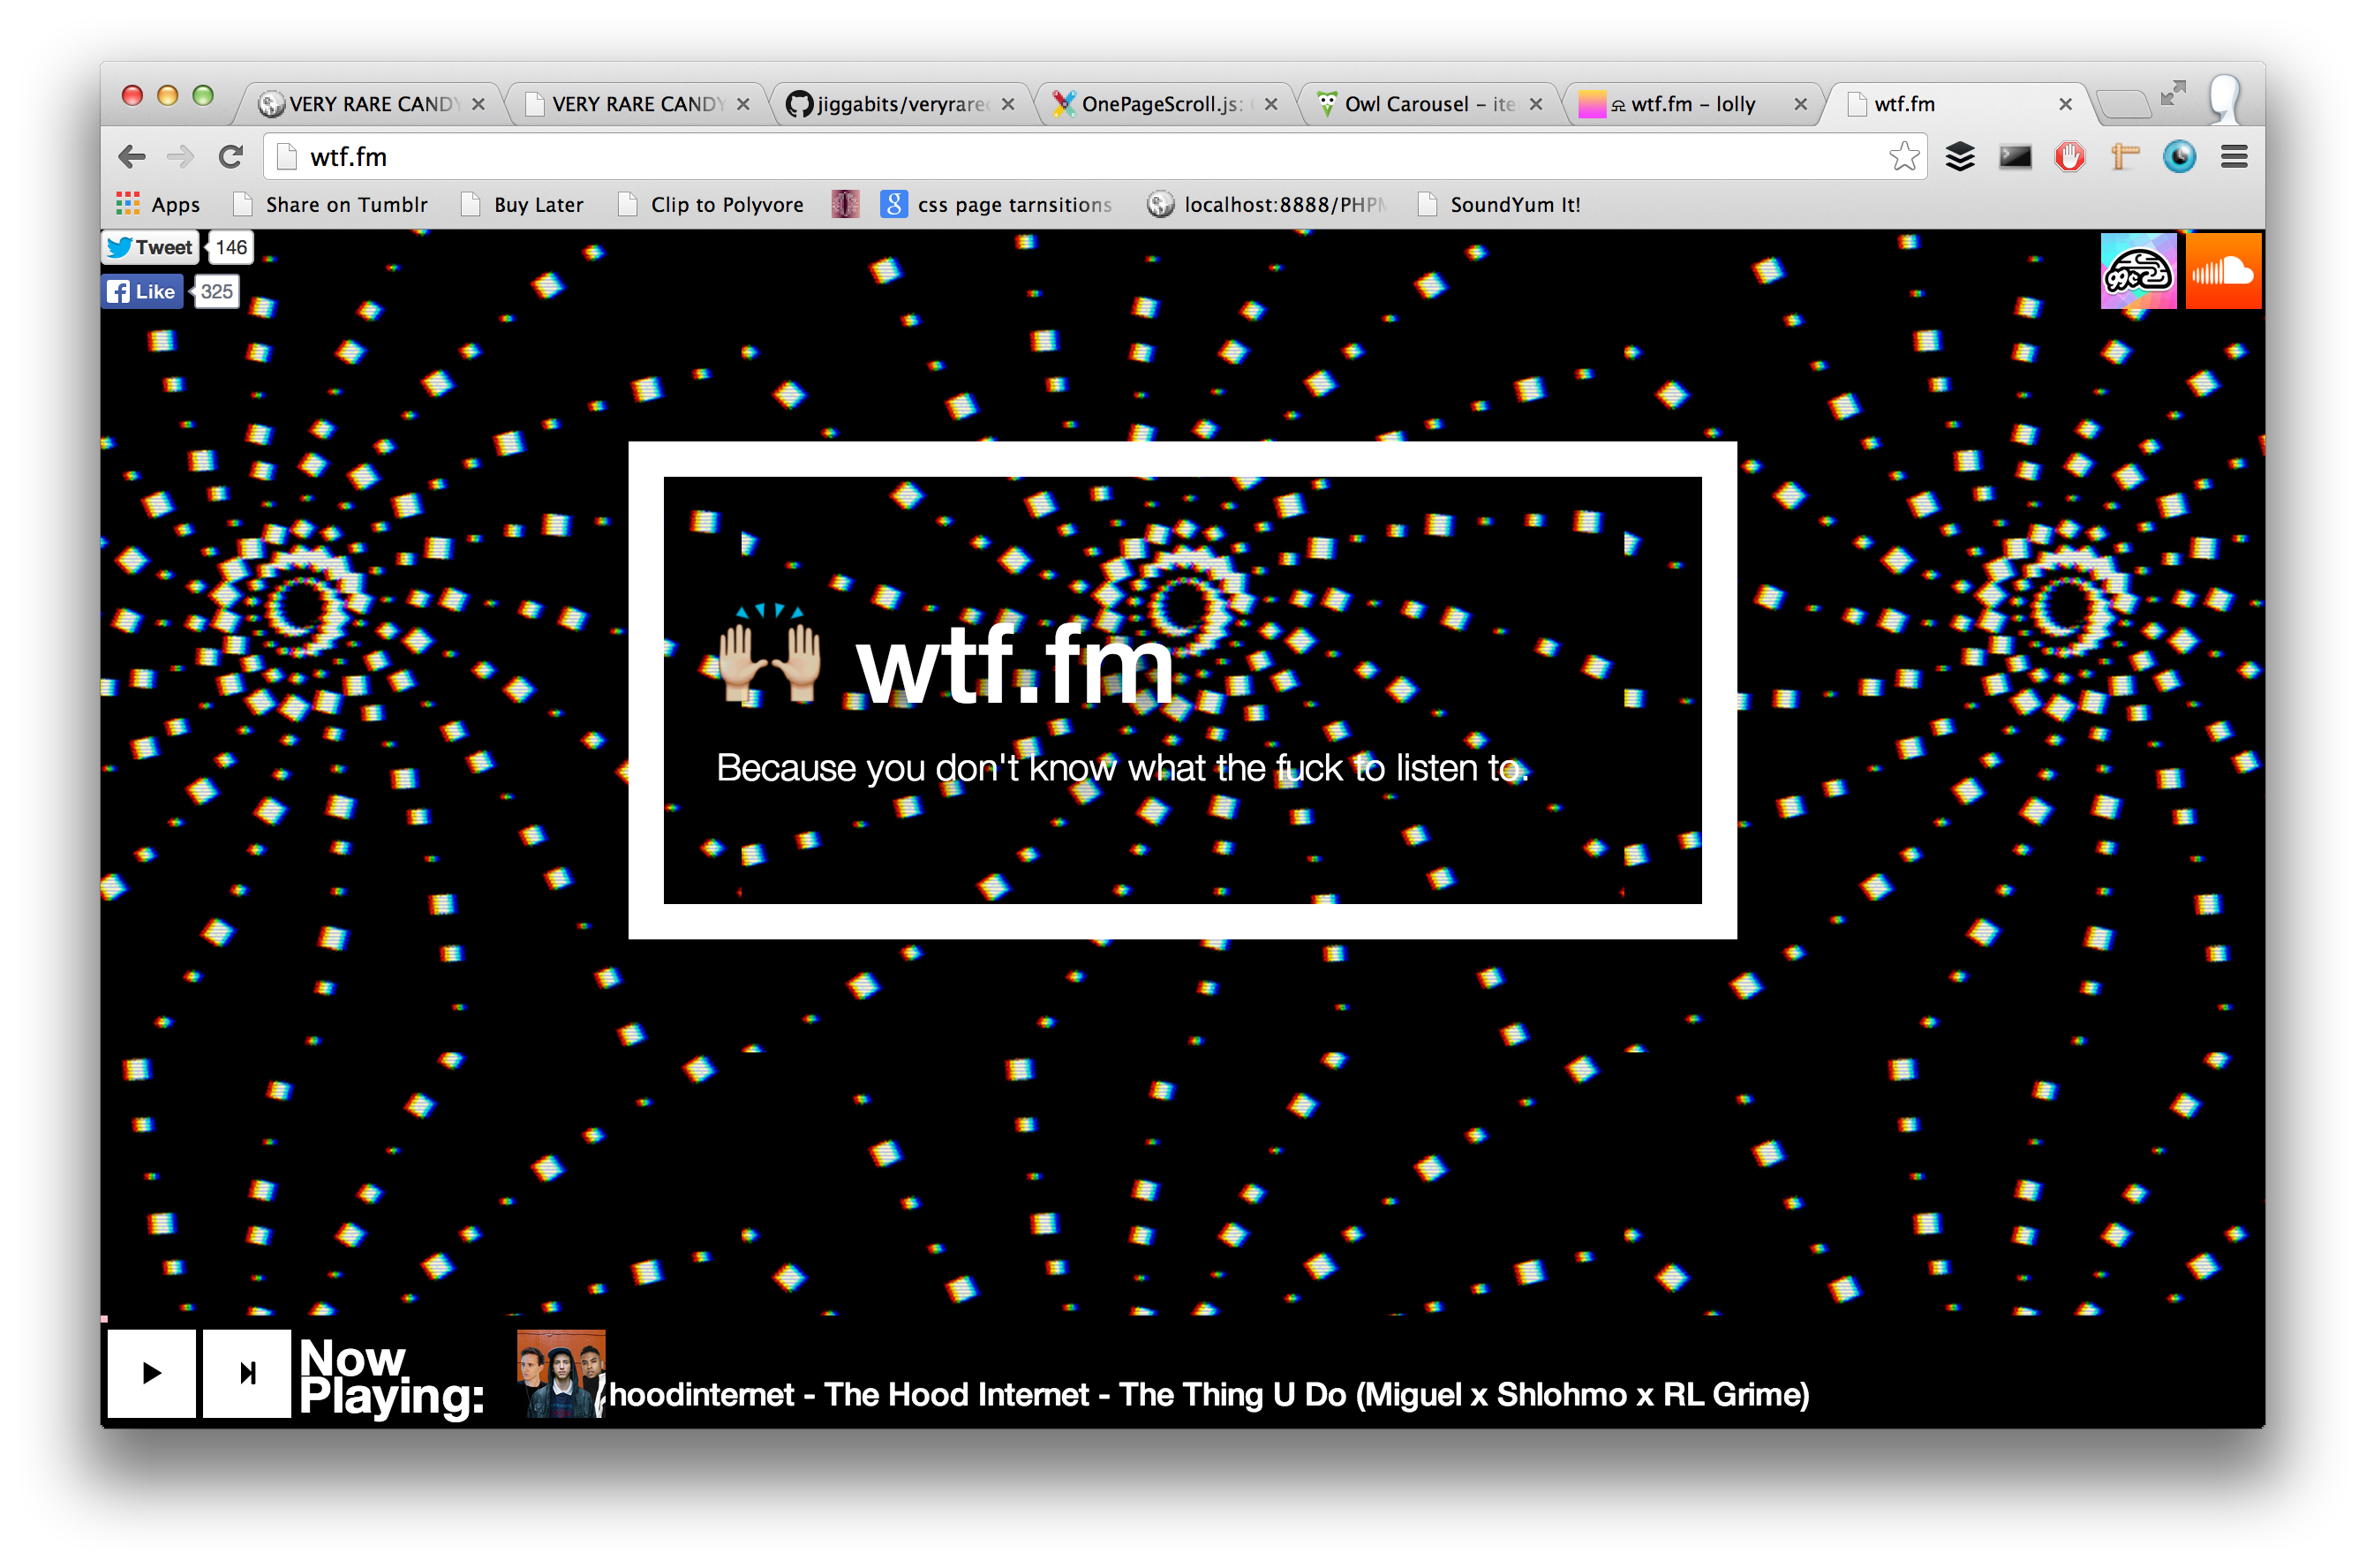 VERY RARE CANDY
VERY RARE CANDY
jiggabits/veryrarec
OnePageScroll.js:
Owl Carousel – ite
wtf.fm – lolly
wtf.fm
wtf.fm
Apps
Share on Tumblr
Buy Later
Clip to Polyvore
css page tarnsitions
localhost:8888/PHPM
SoundYum It!
Tweet 146
Like 325
99c
wtf.fm
Because you don't know what the fuck to listen to.
Now
Playing:
hoodinternet - The Hood Internet - The Thing U Do (Miguel x Shlohmo x RL Grime)